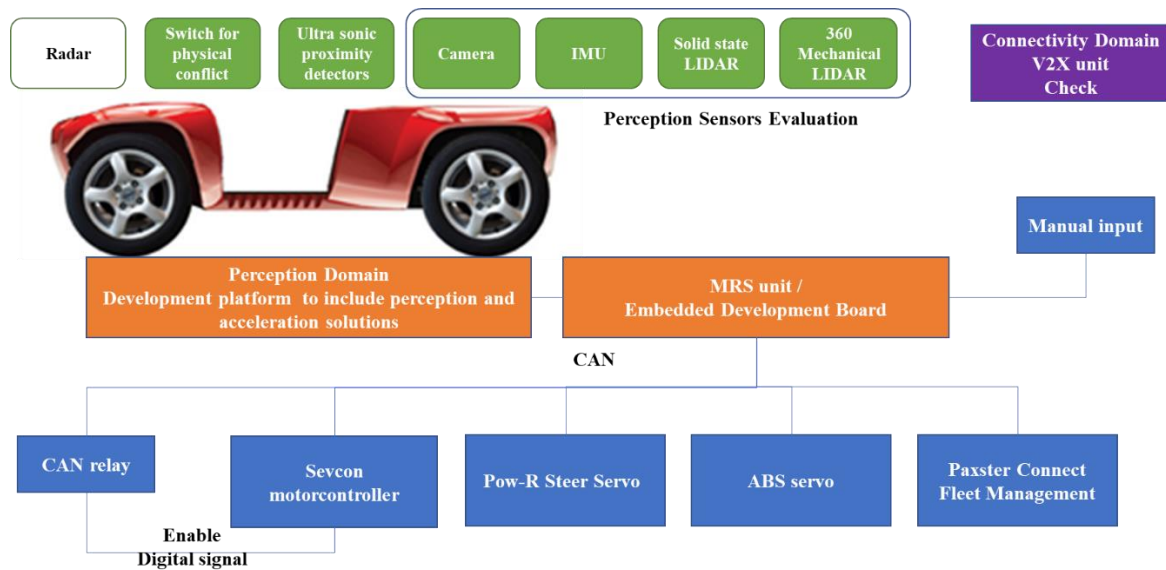 Radar
Switch for
physical
conflict
Ultra sonic
proximity
detectors
Camera
IMU
Solid state
LIDAR
360
Mechanical
LIDAR
Connectivity Domain
V2X unit
Check
Perception Sensors Evaluation
Manual input
Perception Domain
Development platform to include perception and
acceleration solutions
MRS unit /
Embedded Development Board
CAN
CAN relay
Sevcon
motorcontroller
Pow-R Steer Servo
ABS servo
Paxster Connect
Fleet Management
Enable
Digital signal